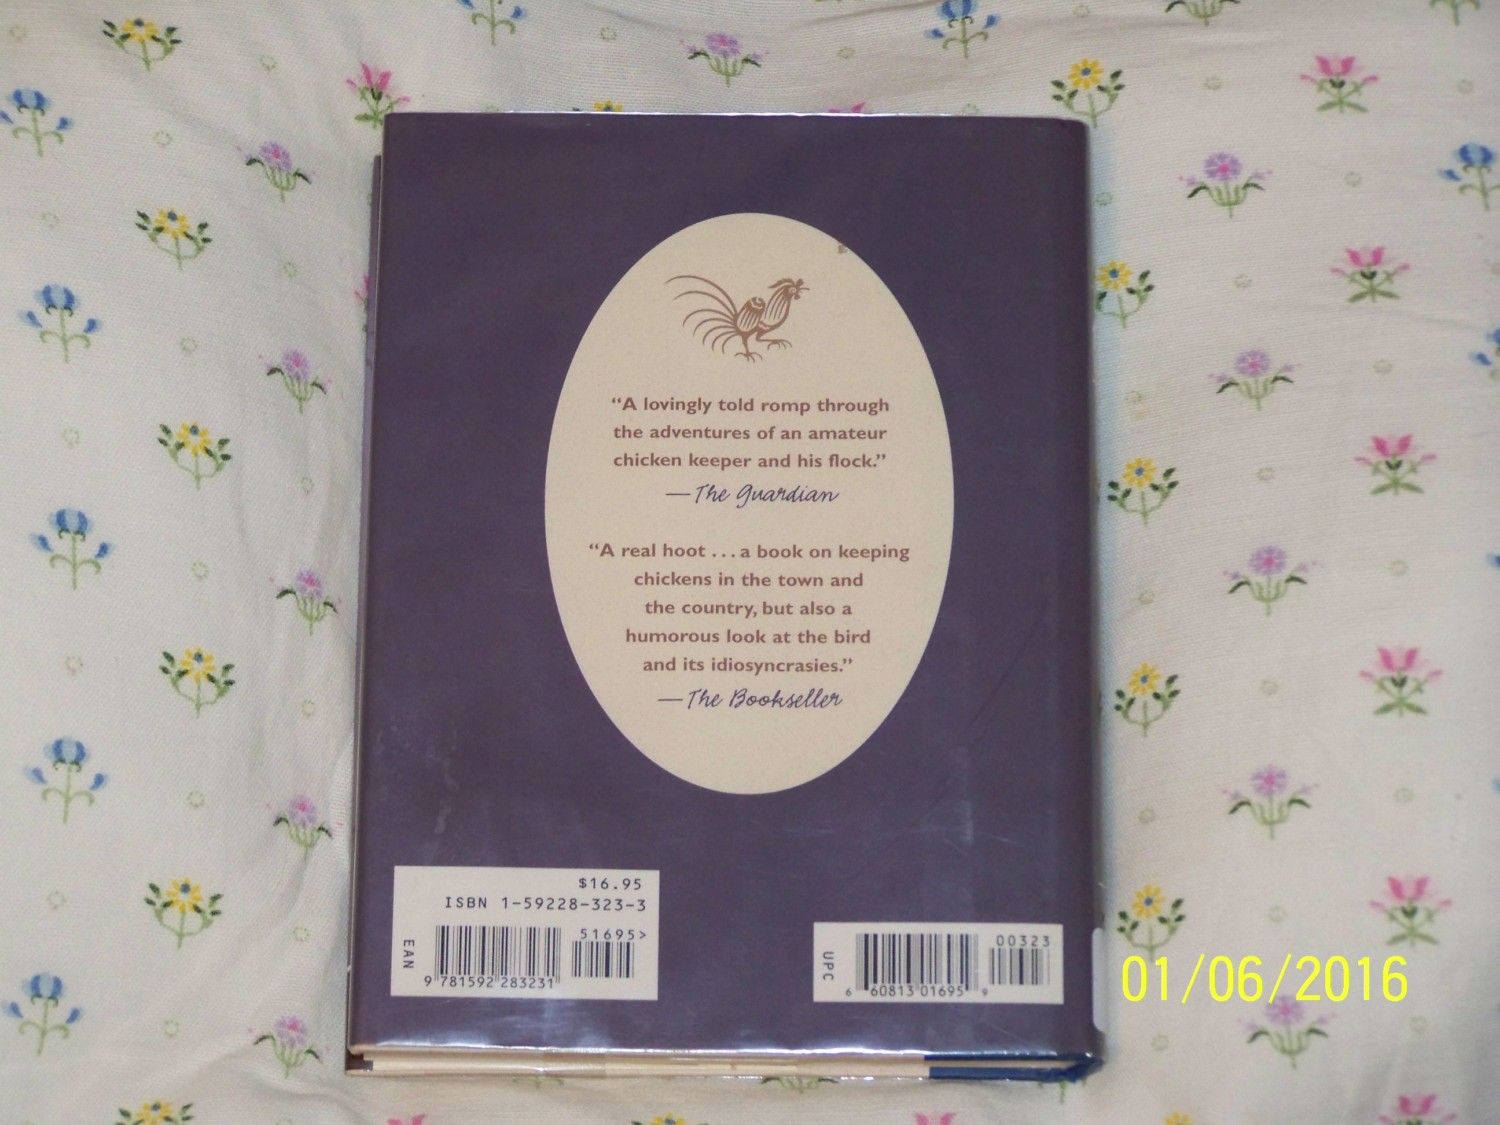 “A lovingly told romp through
the adventures of an amateur
chicken keeper and his flock.”
—The Guardian
“A real hoot . . . a book on keeping
chickens in the town and
the country, but also a
humorous look at the bird
and its idiosyncrasies.”
—The Bookseller
$16.95
ISBN 1-59228-323-3
51695>
EAN
9 781592 283231
00323
UPC
6 60813 01695 9
01/06/2016